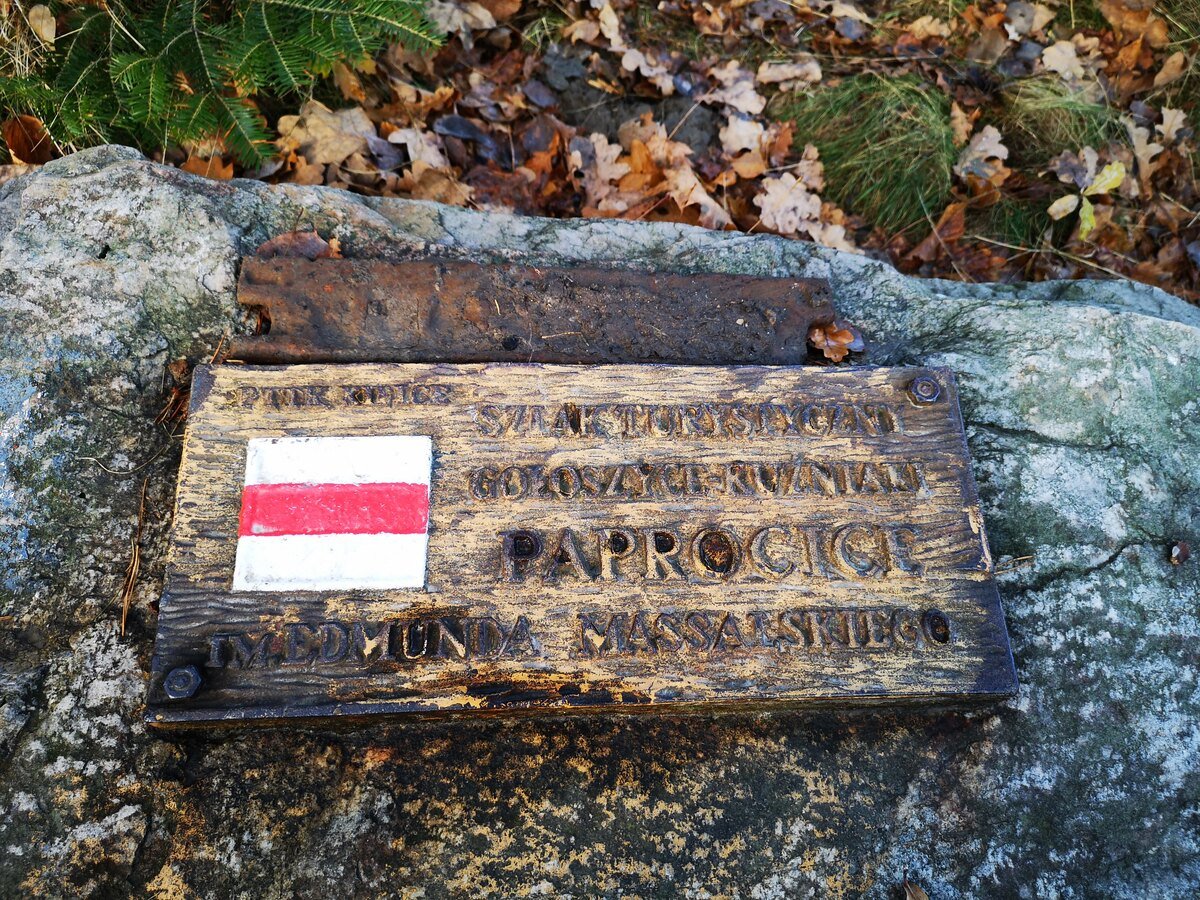 PTTK KIELCE
SZLAK TURYSTYCZNY
GOŁOSZYCE-KUŹNIAKI
PAPROCICE
IM. EDMUNDA MASSALSKIEGO